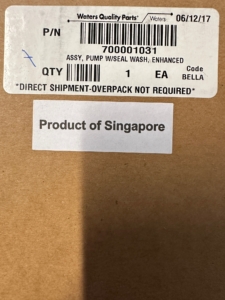 Waters Quality Parts™ Waters 06/12/17
P/N
700001031
ASSY, PUMP W/SEAL WASH, ENHANCED
QTY 1 EA Code
BELLA
*DIRECT SHIPMENT-OVERPACK NOT REQUIRED*
Product of Singapore